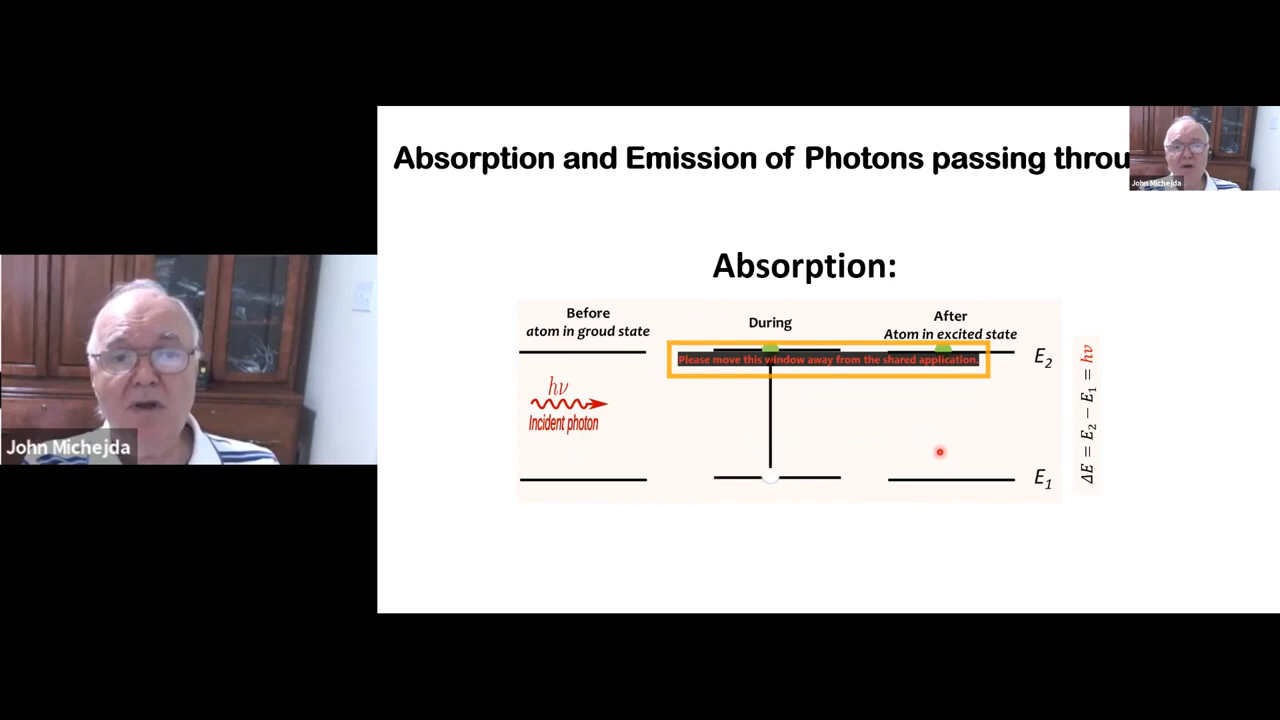 Absorption and Emission of Photons passing throu
John Michejda
Absorption:
Before
atom in groud state
During
After
Atom in excited state
Please move this window away from the shared application.
E2
hν
Incident photon
E1
ΔE = E2 − E1 = hν
John Michejda